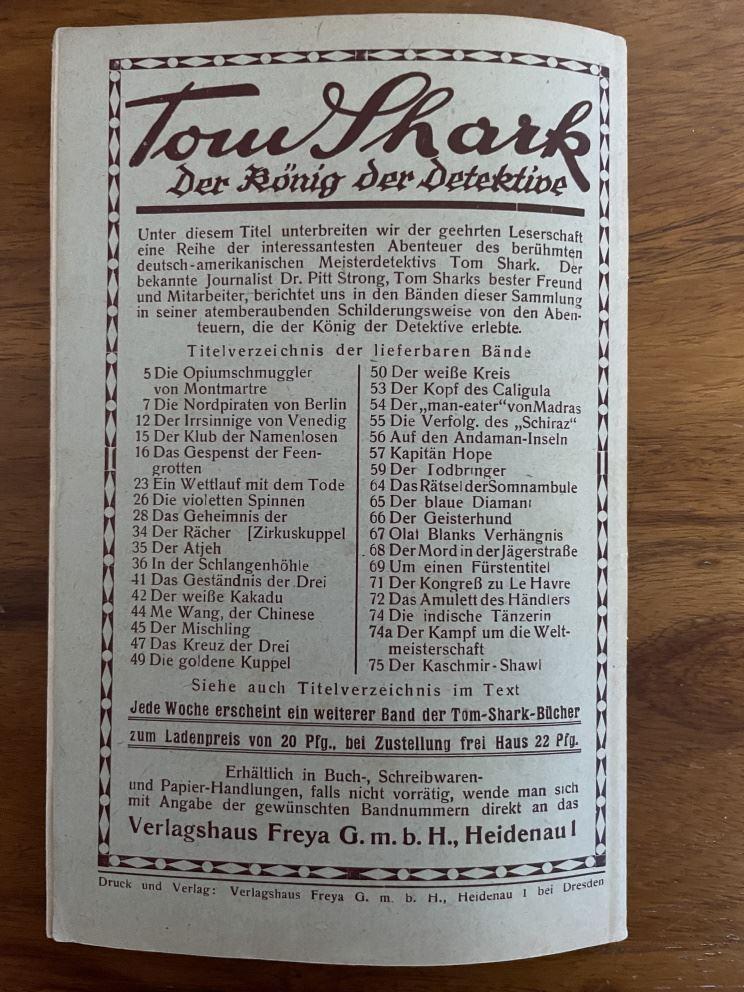 Tom Shark
Der König der Detektive
Unter diesem Titel unterbreiten wir der geehrten Leserschaft
eine Reihe der interessantesten Abenteuer des berühmten
deutsch-amerikanischen Meisterdetektivs Tom Shark. Der
bekannte Journalist Dr. Pitt Strong, Tom Sharks bester Freund
und Mitarbeiter, berichtet uns in den Bänden dieser Sammlung
in seiner atemberaubenden Schilderungsweise von den Aben-
teuern, die der König der Detektive erlebte.
Titelverzeichnis der lieferbaren Bände
5 Die Opiumschmuggler
von Montmartre
7 Die Nordpiraten von Berlin
12 Der Irrsinnige von Venedig
15 Der Klub der Namenlosen
16 Das Gespenst der Feen-
grotten
23 Ein Wettlauf mit dem Tode
26 Die violetten Spinnen
28 Das Geheimnis der
34 Der Rächer [Zirkuskuppel
35 Der Atjeh
36 In der Schlangenhöhle
41 Das Geständnis der Drei
42 Der weiße Kakadu
44 Me Wang, der Chinese
45 Der Mischling
47 Das Kreuz der Drei
49 Die goldene Kuppel
50 Der weiße Kreis
53 Der Kopf des Caligula
54 Der „man-eater" von Madras
55 Die Verfolg. des „Schiraz"
56 Auf den Andaman-Inseln
57 Kapitän Hope
59 Der Todbringer
64 Das Rätsel der Somnambule
65 Der blaue Diamant
66 Der Geisterhund
67 Olaf Blanks Verhängnis
68 Der Mord in der Jägerstraße
69 Um einen Fürstentitel
71 Der Kongreß zu Le Havre
72 Das Amulett des Händlers
74 Die indische Tänzerin
74a Der Kampf um die Welt-
meisterschaft
75 Der Kaschmir-Shawl
Siehe auch Titelverzeichnis im Text
Jede Woche erscheint ein weiterer Band der Tom-Shark-Bücher
zum Ladenpreis von 20 Pfg., bei Zustellung frei Haus 22 Pfg.
Erhältlich in Buch-, Schreibwaren-
und Papier-Handlungen, falls nicht vorrätig, wende man sich
mit Angabe der gewünschten Bandnummern direkt an das
Verlagshaus Freya G. m. b. H., Heidenau I
Druck und Verlag: Verlagshaus Freya G. m. b. H., Heidenau I bei Dresden